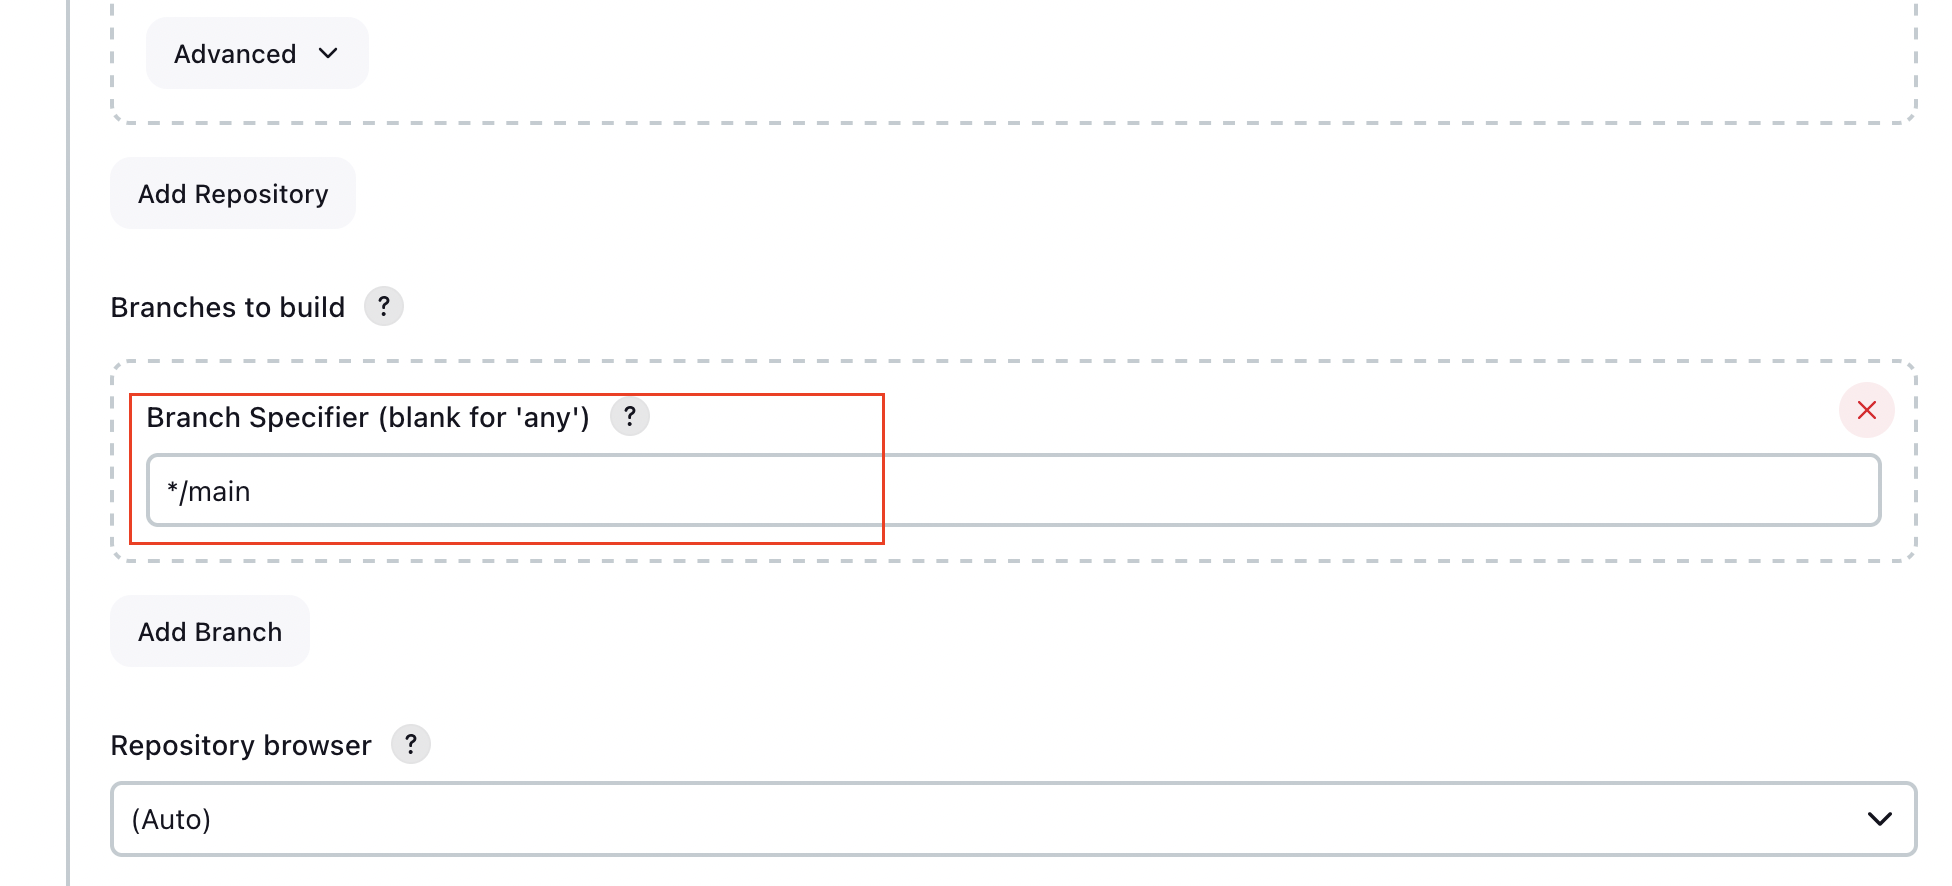 Advanced
Add Repository
Branches to build ?
Branch Specifier (blank for 'any') ?
*/main
Add Branch
Repository browser ?
(Auto)